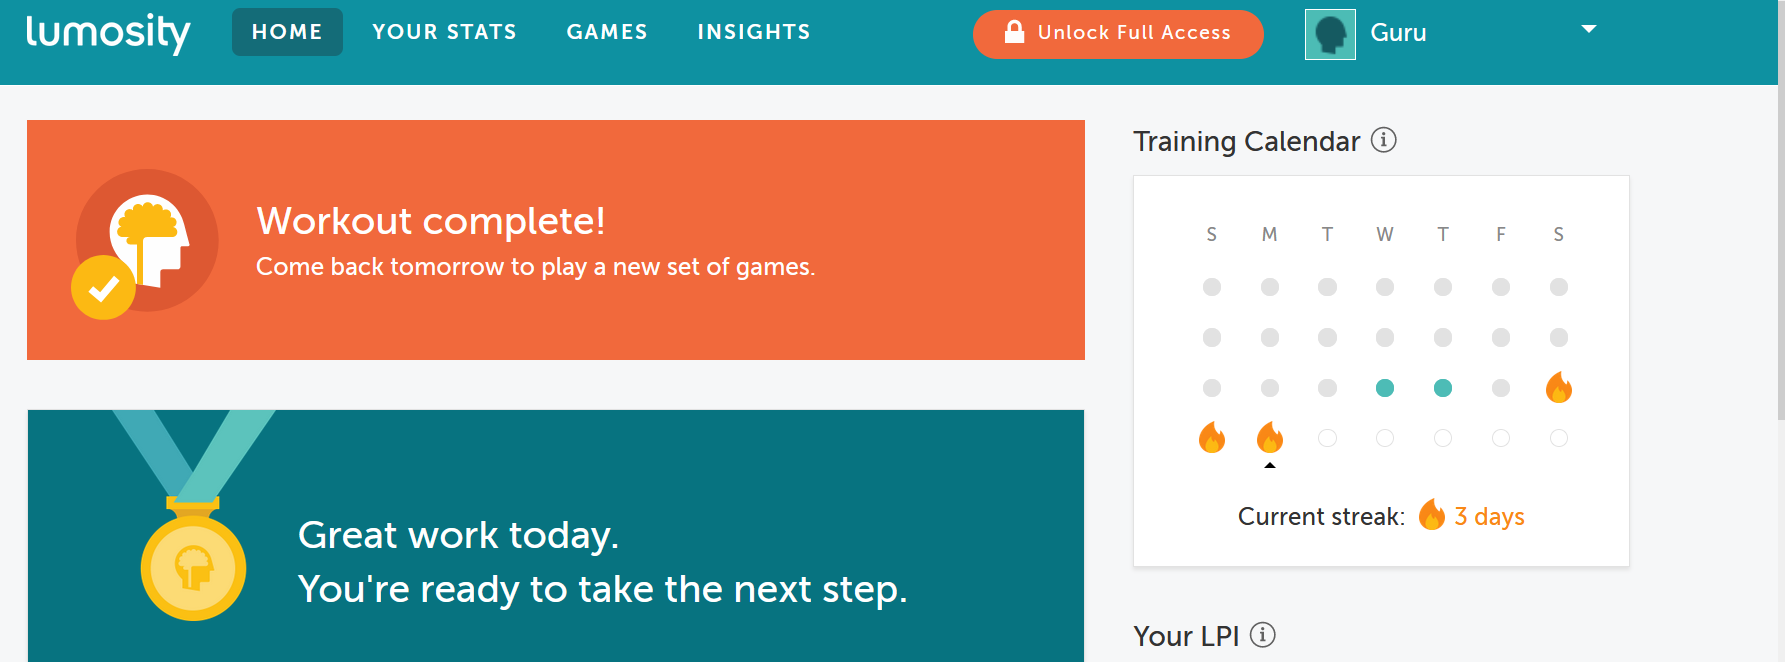 lumosity
HOME
YOUR STATS
GAMES
INSIGHTS
Unlock Full Access
Guru
Workout complete!
Come back tomorrow to play a new set of games.
Great work today.
You're ready to take the next step.
Training Calendar
S M T W T F S
Current streak: 3 days
Your LPI